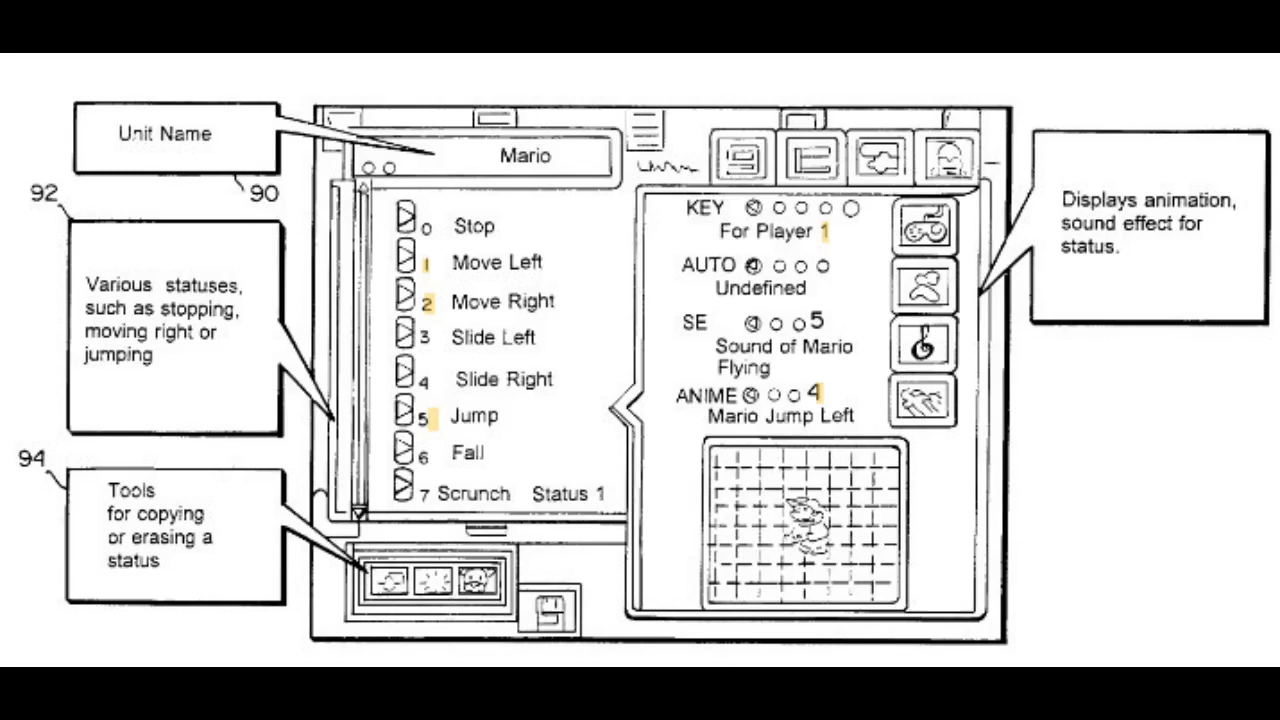 Unit Name
90
92
Various statuses,
such as stopping,
moving right or
jumping
94
Tools
for copying
or erasing a
status
Mario
0 Stop
1 Move Left
2 Move Right
3 Slide Left
4 Slide Right
5 Jump
6 Fall
7 Scrunch Status 1
KEY
For Player 1
AUTO
Undefined
SE 5
Sound of Mario
Flying
ANIME 4
Mario Jump Left
Displays animation,
sound effect for
status.